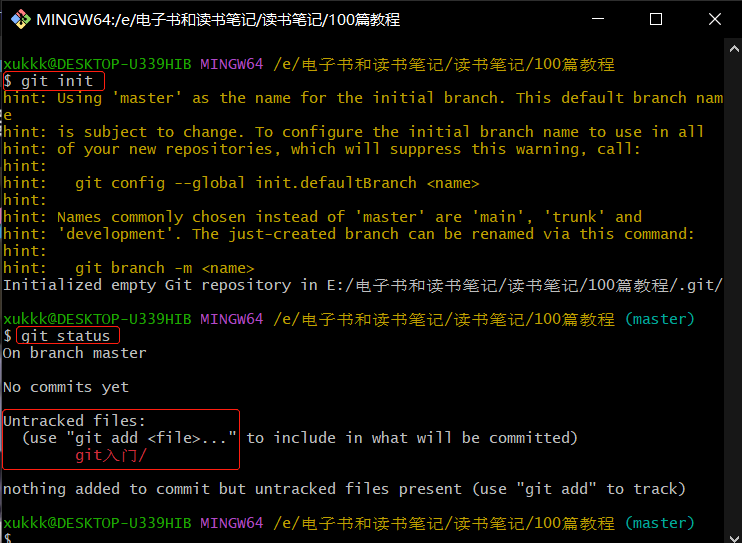 MINGW64:/e/电子书和读书笔记/读书笔记/100篇教程
xukkk@DESKTOP-U339HIB MINGW64 /e/电子书和读书笔记/读书笔记/100篇教程
$ git init
hint: Using 'master' as the name for the initial branch. This default branch nam
e
hint: is subject to change. To configure the initial branch name to use in all
hint: of your new repositories, which will suppress this warning, call:
hint:
hint:   git config --global init.defaultBranch <name>
hint:
hint: Names commonly chosen instead of 'master' are 'main', 'trunk' and
hint: 'development'. The just-created branch can be renamed via this command:
hint:
hint:   git branch -m <name>
Initialized empty Git repository in E:/电子书和读书笔记/读书笔记/100篇教程/.git/
xukkk@DESKTOP-U339HIB MINGW64 /e/电子书和读书笔记/读书笔记/100篇教程 (master)
$ git status
On branch master
No commits yet
Untracked files:
  (use "git add <file>..." to include in what will be committed)
        git入门/
nothing added to commit but untracked files present (use "git add" to track)
xukkk@DESKTOP-U339HIB MINGW64 /e/电子书和读书笔记/读书笔记/100篇教程 (master)
$